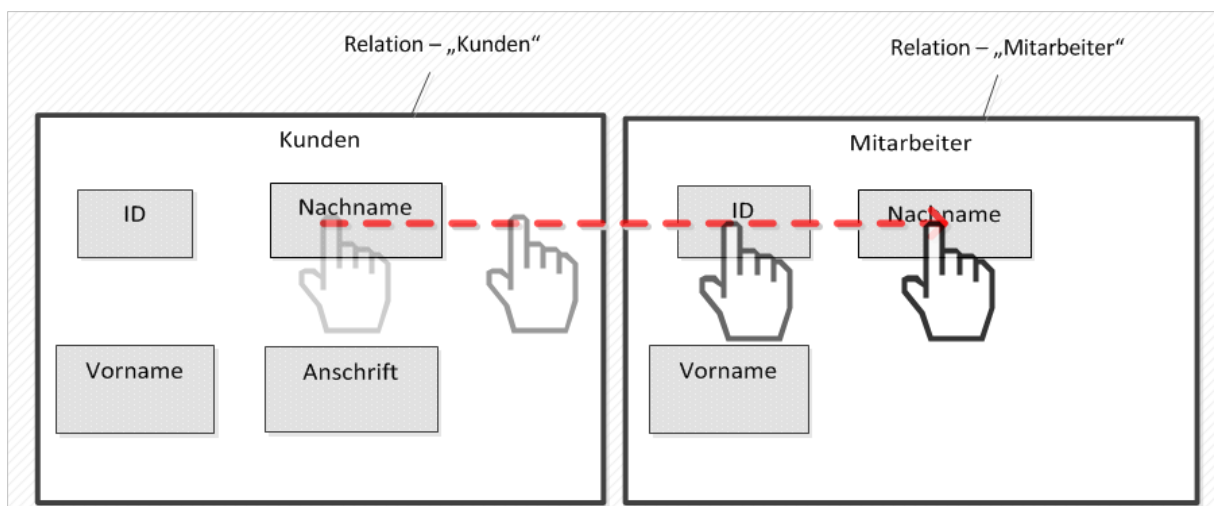 Relation – „Kunden“
Relation – „Mitarbeiter“
Kunden
ID
Nachname
Vorname
Anschrift
Mitarbeiter
ID
Nachname
Vorname